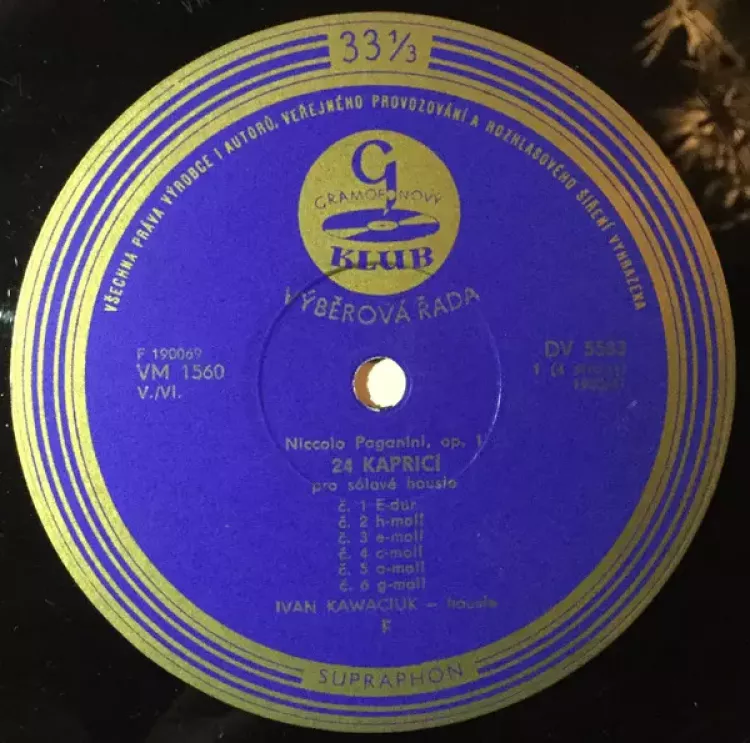 33⅓
VŠECHNA PRÁVA VÝROBCE I AUTORŮ, VEŘEJNÉHO PROVOZOVÁNÍ A ROZHLASOVÉHO ŠÍŘENÍ VYHRAZENA
G
GRAMOFONOVÝ
KLUB
VÝBĚROVÁ ŘADA
F 190069
VM 1560
V./VI.
DV 5583
1 (4
Niccolo Paganini, op. 1
24 KAPRICÍ
pro sólové housle
č. 1 E-dur
č. 2 h-moll
č. 3 e-moll
č. 4 c-moll
č. 5 a-moll
č. 6 g-moll
IVAN KAWACIUK – housle
F
SUPRAPHON